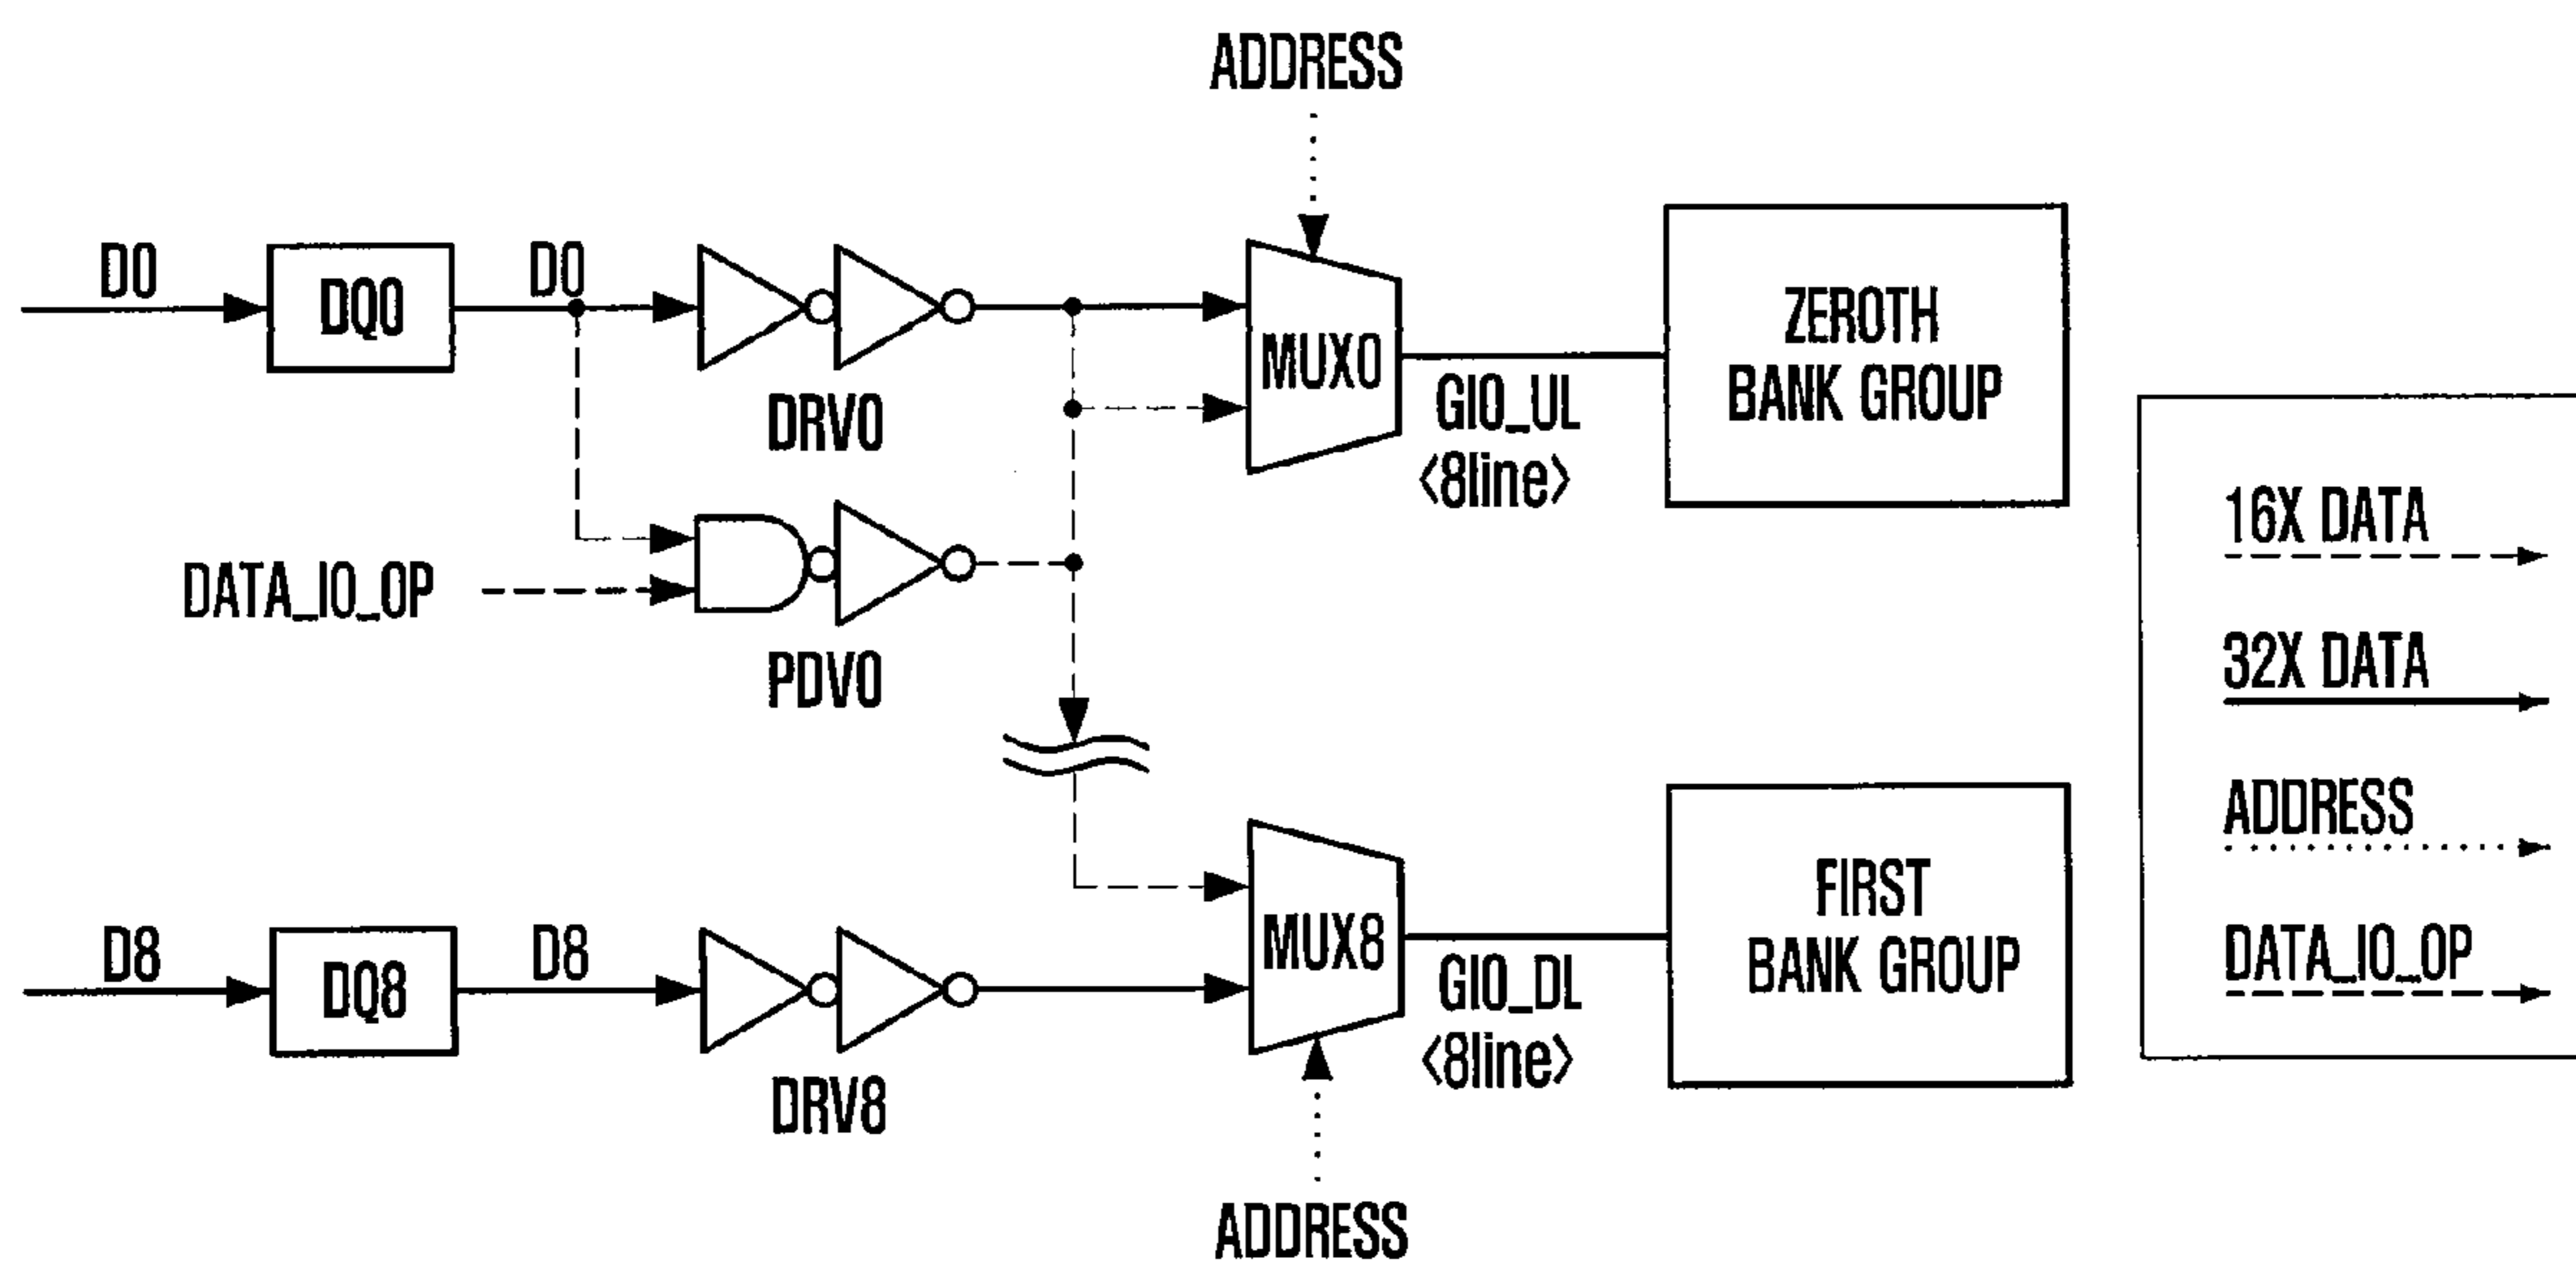 ADDRESS
D0
DQ0
D0
DRV0
MUX0
GIO_UL
<8line>
ZEROTH
BANK GROUP
DATA_IO_OP
PDV0
D8
DQ8
D8
DRV8
MUX8
GIO_DL
<8line>
FIRST
BANK GROUP
ADDRESS
16X DATA
32X DATA
ADDRESS
DATA_IO_OP